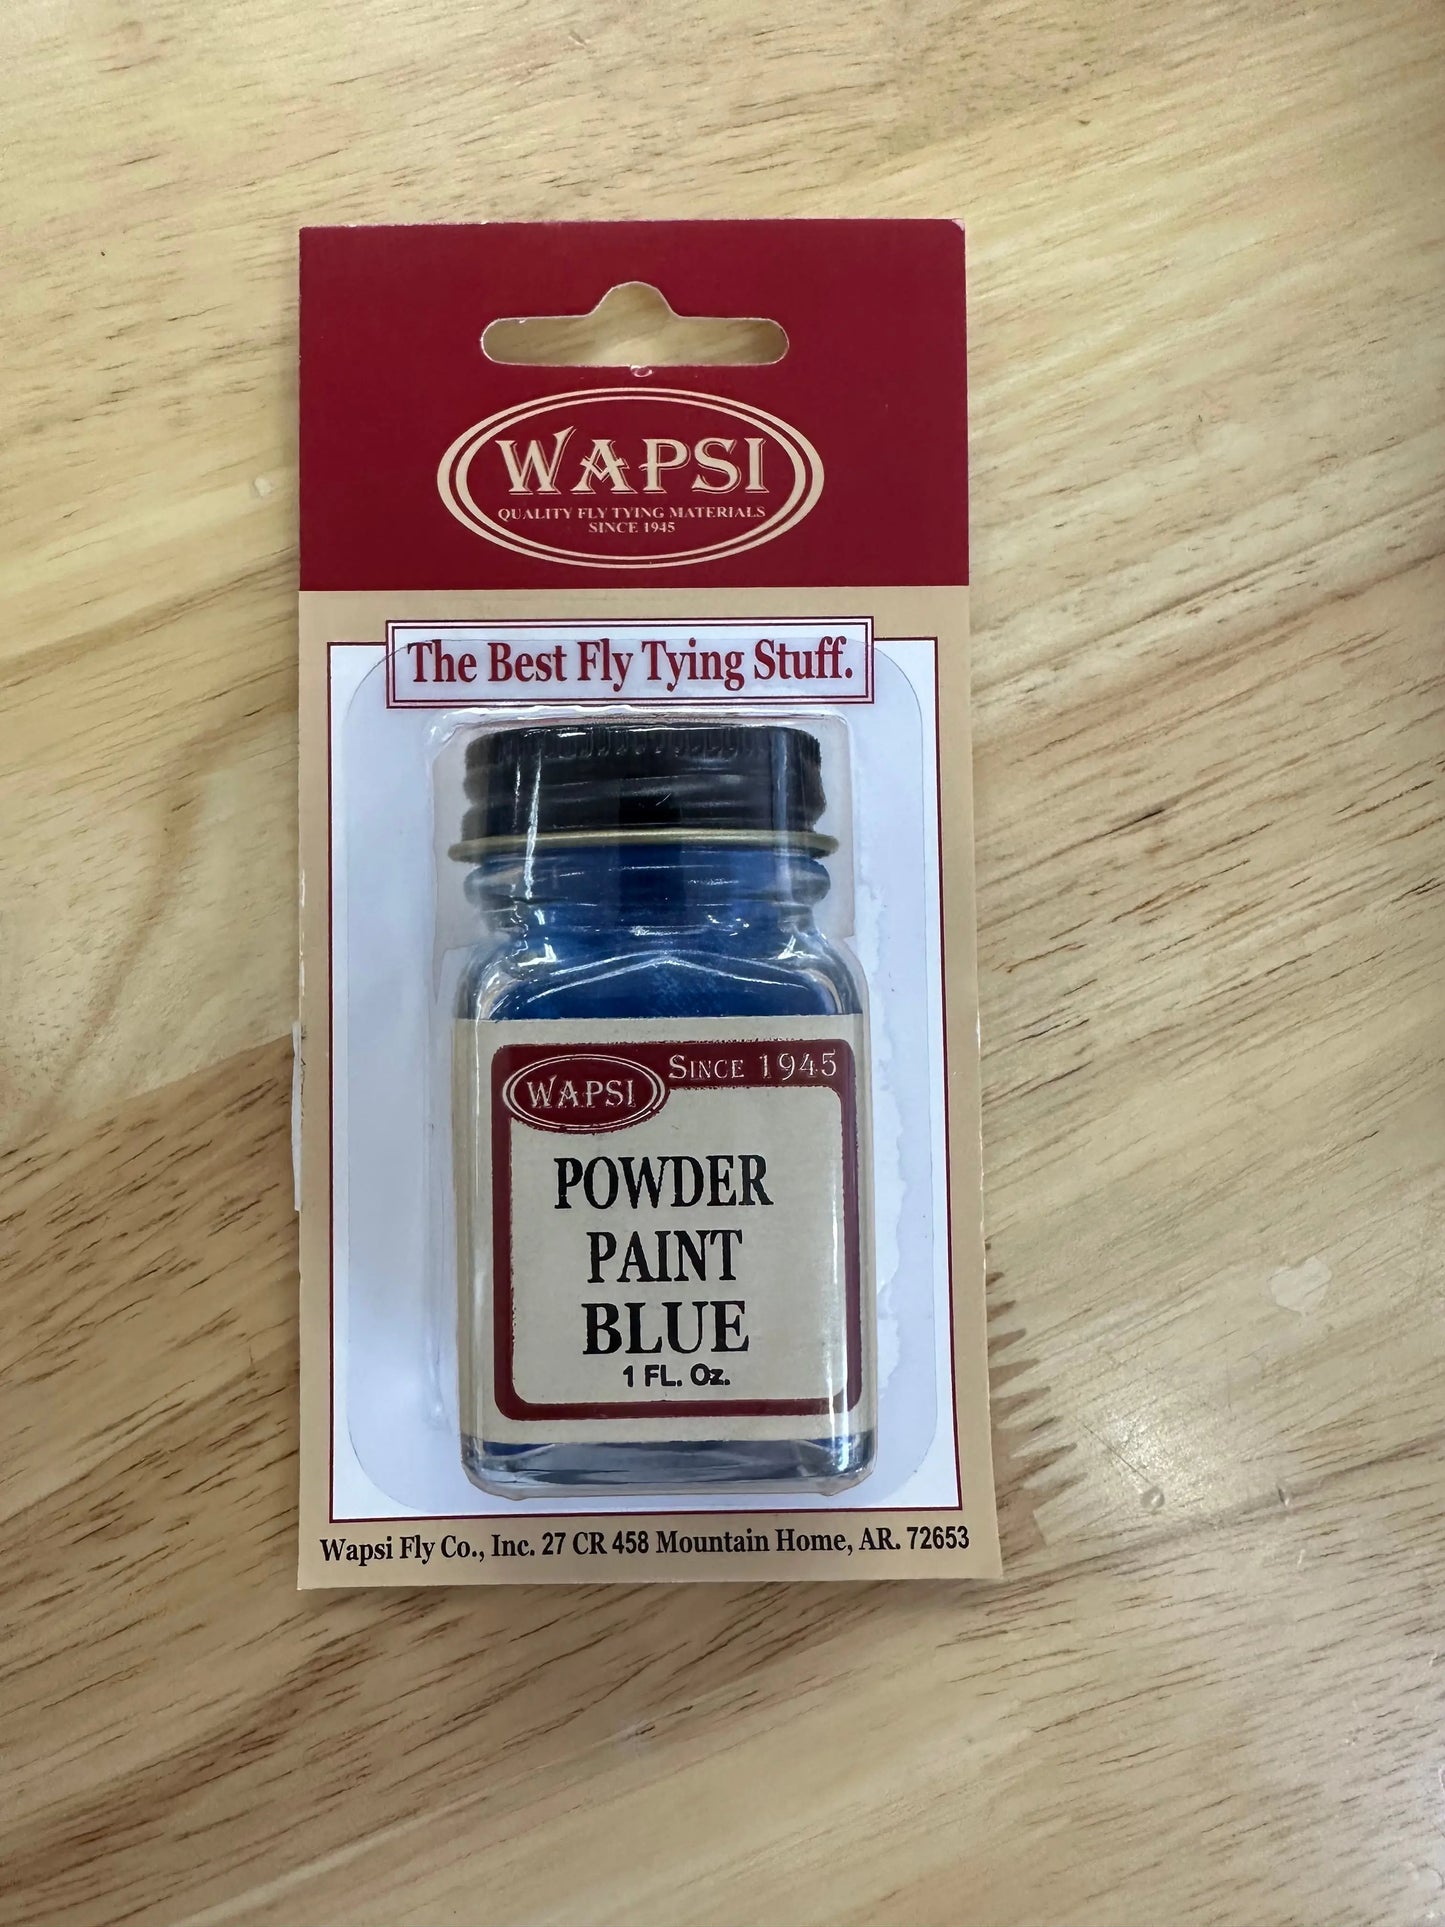 WAPSI
QUALITY FLY TYING MATERIALS
SINCE 1945
The Best Fly Tying Stuff.
WAPSI
SINCE 1945
POWDER
PAINT
BLUE
1 FL. Oz.
Wapsi Fly Co., Inc. 27 CR 458 Mountain Home, AR. 72653